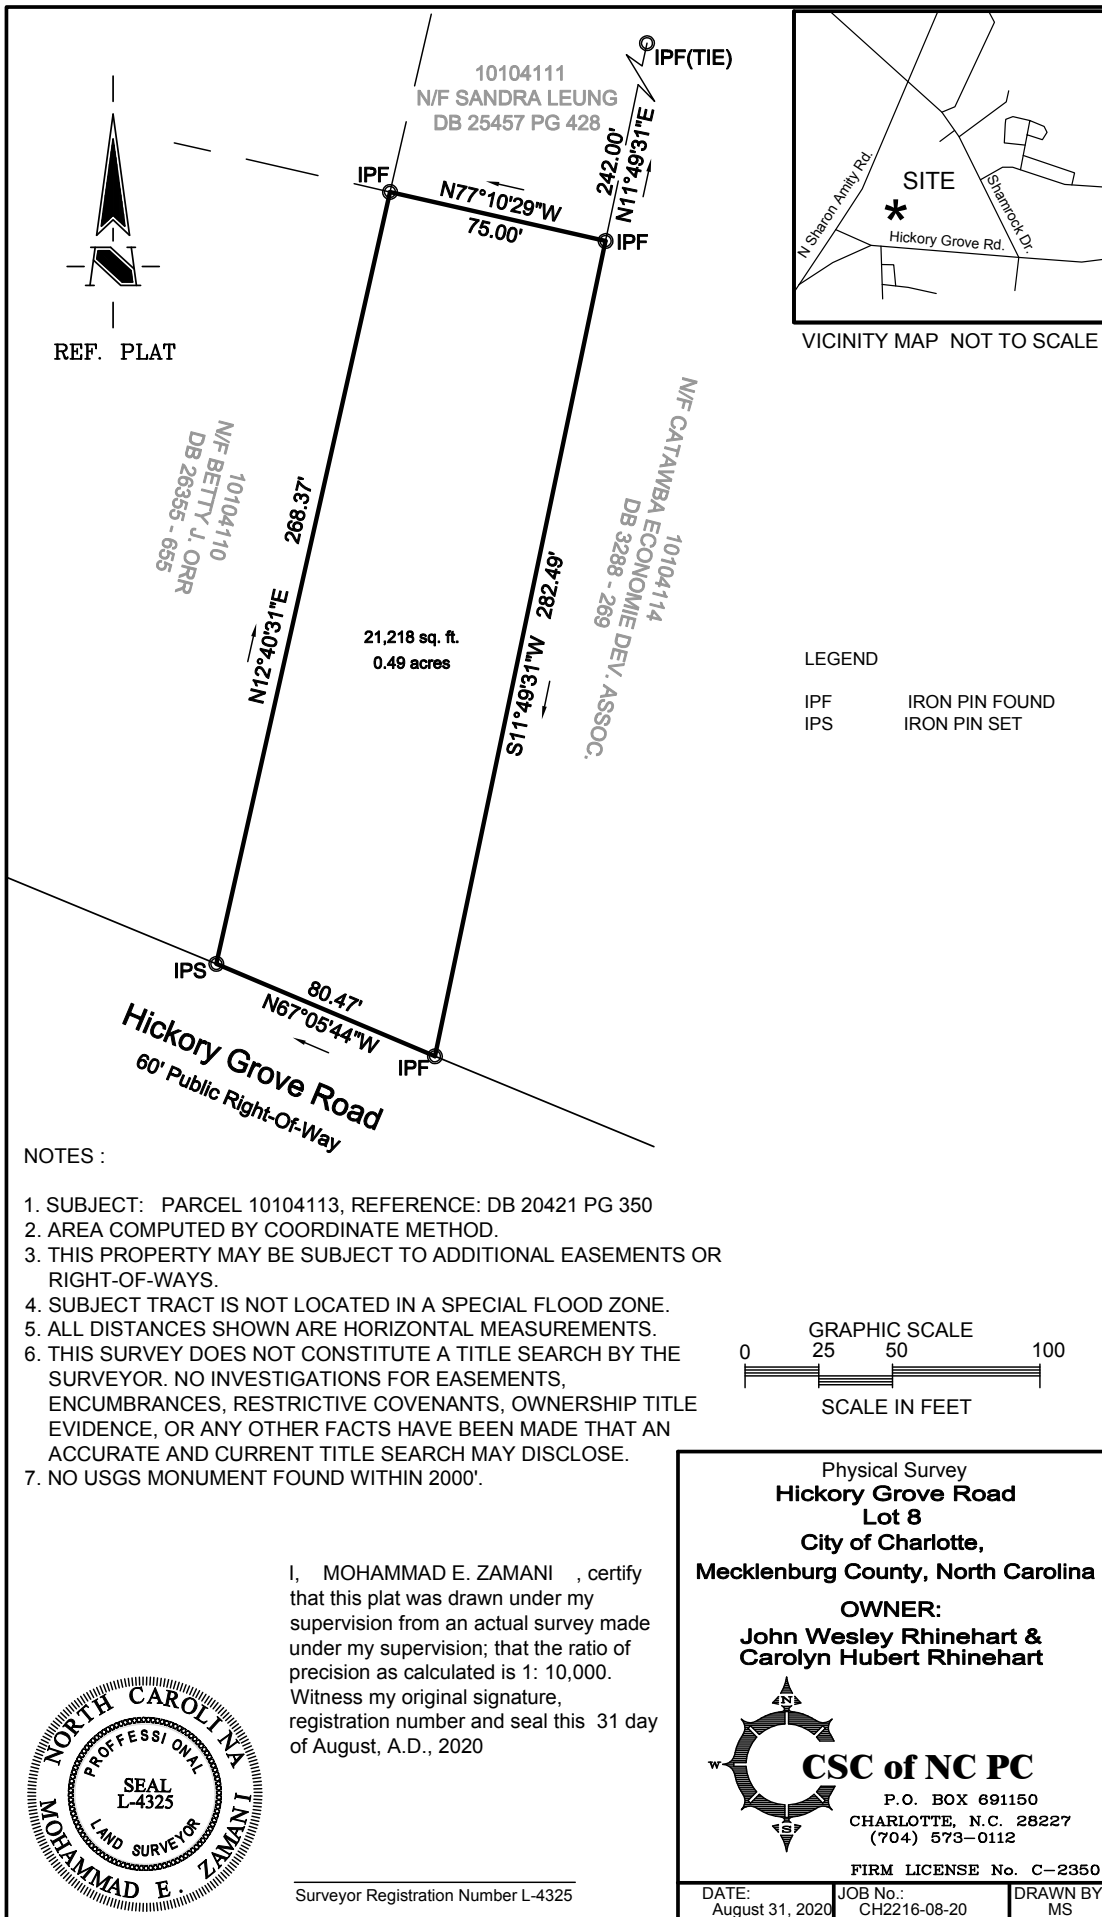 10104111
N/F SANDRA LEUNG
DB 25457 PG 428
IPF(TIE)
242.00'
N11°49'31"E
IPF
N77°10'29"W
75.00'
IPF
N
REF. PLAT
N Sharon Amity Rd.
SITE
*
Shamrock Dr.
Hickory Grove Rd.
VICINITY MAP NOT TO SCALE
10104110
N/F BETTY J. ORR
DB 26355 - 655
N12°40'31"E 268.37'
21,218 sq. ft.
0.49 acres
S11°49'31"W 282.49'
10104114
N/F CATAWBA ECONOMIE DEV. ASSOC.
DB 3288 - 269
LEGEND
IPF IRON PIN FOUND
IPS IRON PIN SET
IPS
80.47'
N67°05'44"W
IPF
Hickory Grove Road
60' Public Right-Of-Way
NOTES :
1. SUBJECT: PARCEL 10104113, REFERENCE: DB 20421 PG 350
2. AREA COMPUTED BY COORDINATE METHOD.
3. THIS PROPERTY MAY BE SUBJECT TO ADDITIONAL EASEMENTS OR
RIGHT-OF-WAYS.
4. SUBJECT TRACT IS NOT LOCATED IN A SPECIAL FLOOD ZONE.
5. ALL DISTANCES SHOWN ARE HORIZONTAL MEASUREMENTS.
6. THIS SURVEY DOES NOT CONSTITUTE A TITLE SEARCH BY THE
SURVEYOR. NO INVESTIGATIONS FOR EASEMENTS,
ENCUMBRANCES, RESTRICTIVE COVENANTS, OWNERSHIP TITLE
EVIDENCE, OR ANY OTHER FACTS HAVE BEEN MADE THAT AN
ACCURATE AND CURRENT TITLE SEARCH MAY DISCLOSE.
7. NO USGS MONUMENT FOUND WITHIN 2000'.
GRAPHIC SCALE
0 25 50 100
SCALE IN FEET
I, MOHAMMAD E. ZAMANI , certify
that this plat was drawn under my
supervision from an actual survey made
under my supervision; that the ratio of
precision as calculated is 1: 10,000.
Witness my original signature,
registration number and seal this 31 day
of August, A.D., 2020
NORTH CAROLINA
PROFFESSIONAL
SEAL
L-4325
LAND SURVEYOR
MOHAMMAD E. ZAMANI
Surveyor Registration Number L-4325
Physical Survey
Hickory Grove Road
Lot 8
City of Charlotte,
Mecklenburg County, North Carolina
OWNER:
John Wesley Rhinehart &
Carolyn Hubert Rhinehart
N
W
S
CSC of NC PC
P.O. BOX 691150
CHARLOTTE, N.C. 28227
(704) 573-0112
FIRM LICENSE No. C-2350
DATE: JOB No.: DRAWN BY
August 31, 2020 CH2216-08-20 MS